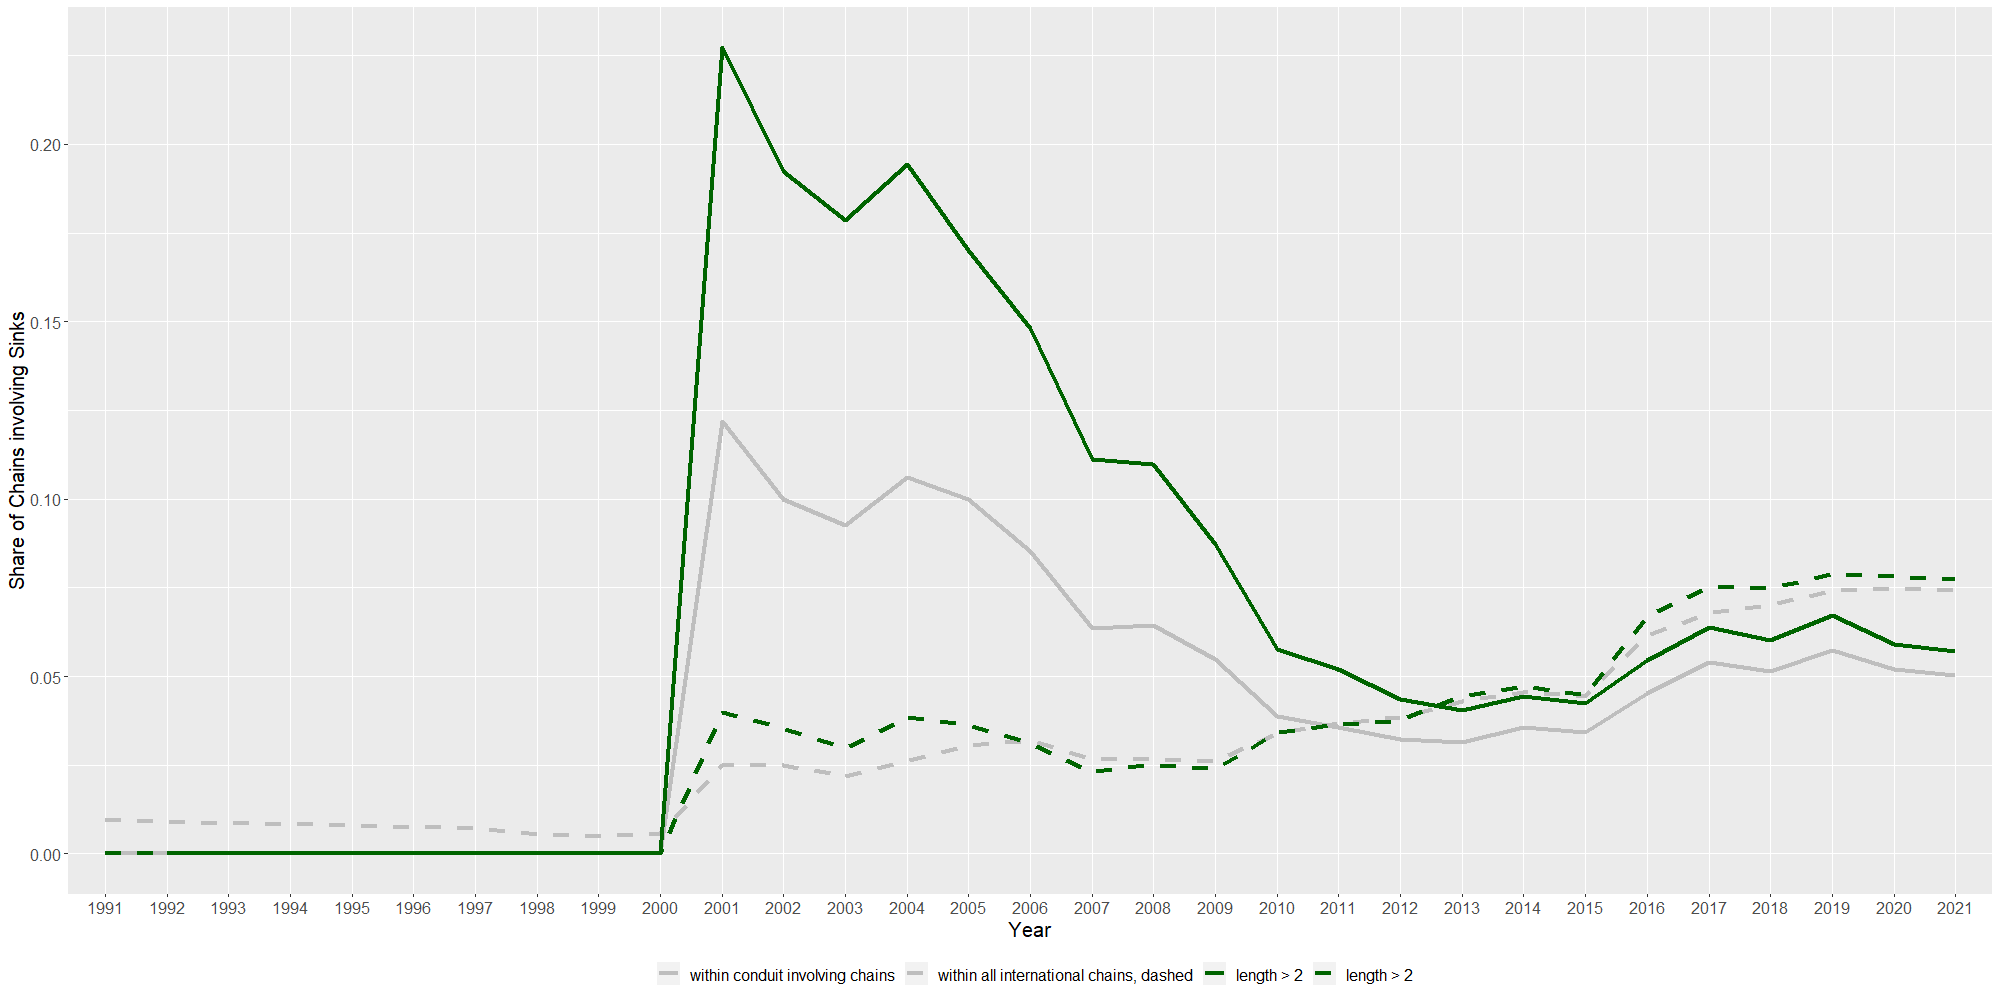 Share of Chains involving Sinks
0.20
0.15
0.10
0.05
0.00
1991 1992 1993 1994 1995 1996 1997 1998 1999 2000 2001 2002 2003 2004 2005 2006 2007 2008 2009 2010 2011 2012 2013 2014 2015 2016 2017 2018 2019 2020 2021
Year
within conduit involving chains within all international chains, dashed length > 2 length > 2